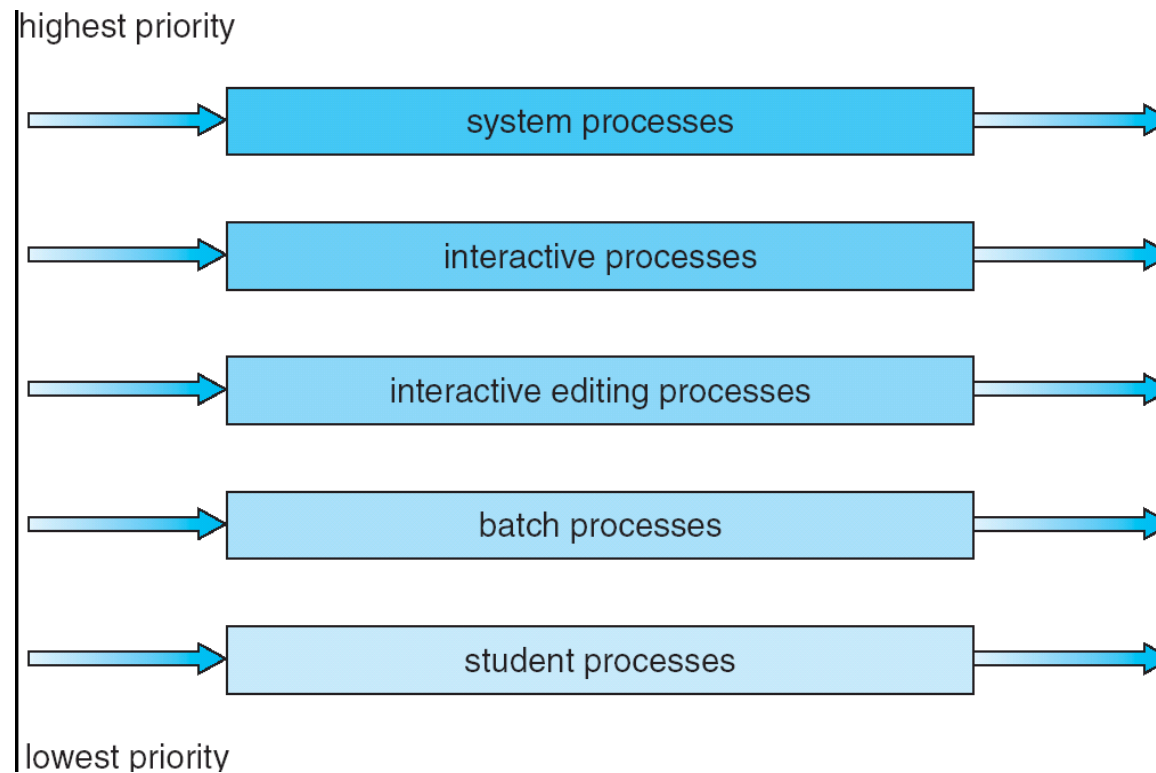 highest priority
system processes
interactive processes
interactive editing processes
batch processes
student processes
lowest priority